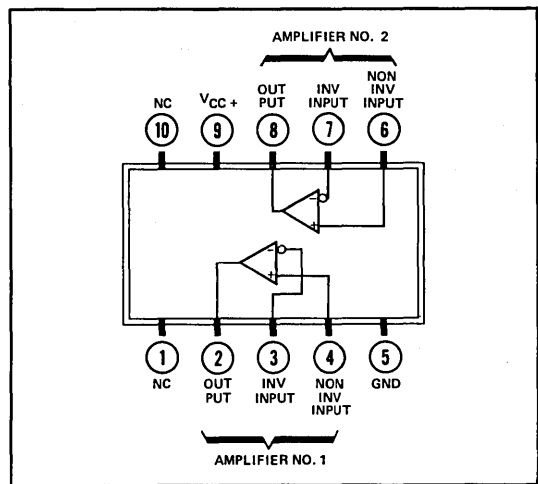 AMPLIFIER NO. 2
NC
VCC +
OUT
PUT
INV
INPUT
NON
INV
INPUT
10
9
8
7
6
-
+
-
+
1
2
3
4
5
NC
OUT
PUT
INV
INPUT
NON
INV
INPUT
GND
AMPLIFIER NO. 1